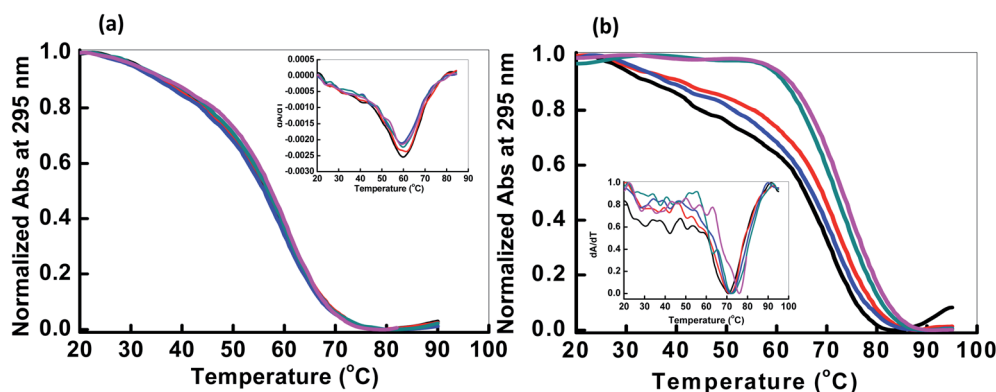 (a)
Normalized Abs at 295 nm
1.0
0.8
0.6
0.4
0.2
0.0
20 30 40 50 60 70 80 90 100
Temperature (°C)
dA/dT
0.0005
0.0000
-0.0005
-0.0010
-0.0015
-0.0020
-0.0025
-0.0030
20 30 40 50 60 70 80 90
Temperature (°C)
(b)
Normalized Abs at 295 nm
1.0
0.8
0.6
0.4
0.2
0.0
20 30 40 50 60 70 80 90 100
Temperature (°C)
dA/dT
1.0
0.8
0.6
0.4
0.2
0.0
20 30 40 50 60 70 80 90 100
Temperature (°C)